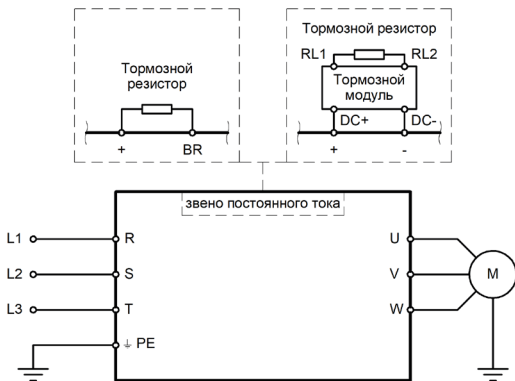 Тормозной
резистор
+
BR
Тормозной резистор
RL1
RL2
Тормозной
модуль
DC+
DC-
+
-
звено постоянного тока
L1
R
U
L2
S
V
M
L3
T
W
PE